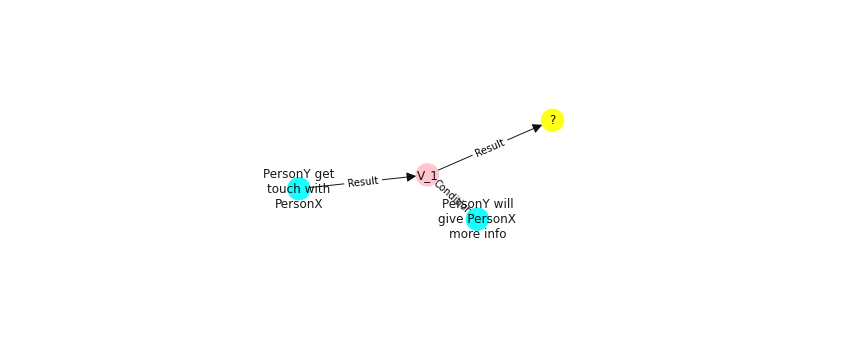 ?
Result
PersonY get
touch with
PersonX
Result
V_1
Condition
PersonY will
give PersonX
more info